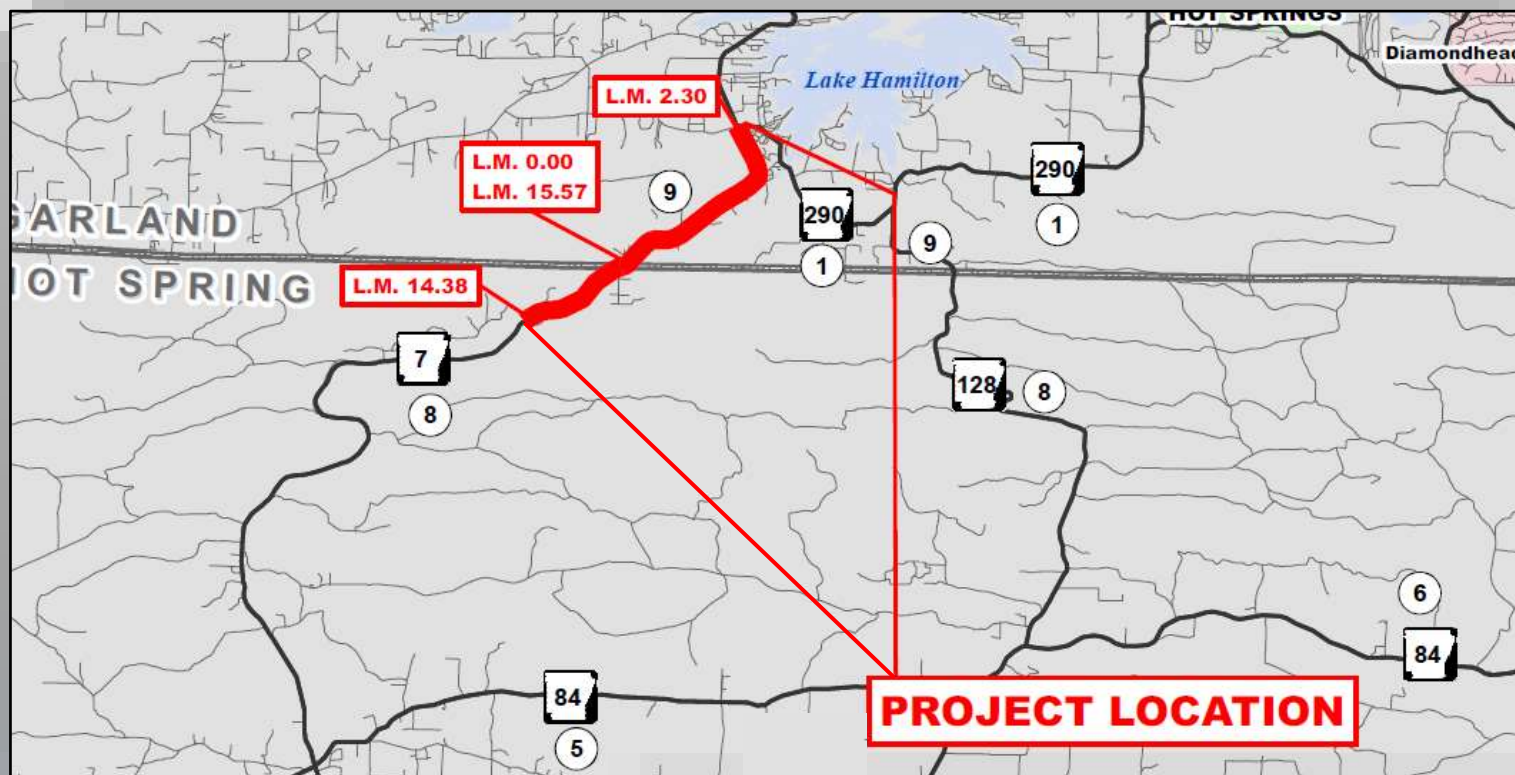 HOT SPRINGS
Diamondhead
Lake Hamilton
L.M. 2.30
L.M. 0.00
L.M. 15.57
9
290
1
290
1
9
GARLAND
HOT SPRING
L.M. 14.38
7
8
128
8
6
84
84
5
PROJECT LOCATION